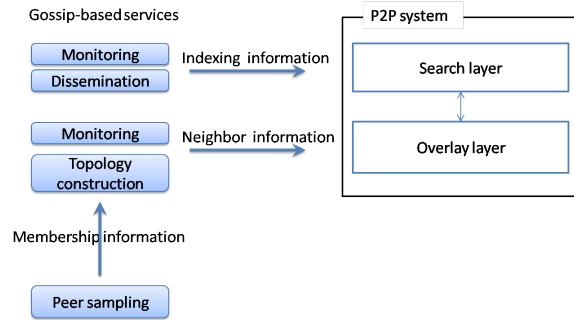 Gossip-based services
P2P system
Monitoring
Dissemination
Indexing information
Search layer
Monitoring
Topology
construction
Neighbor information
Overlay layer
Membership information
Peer sampling